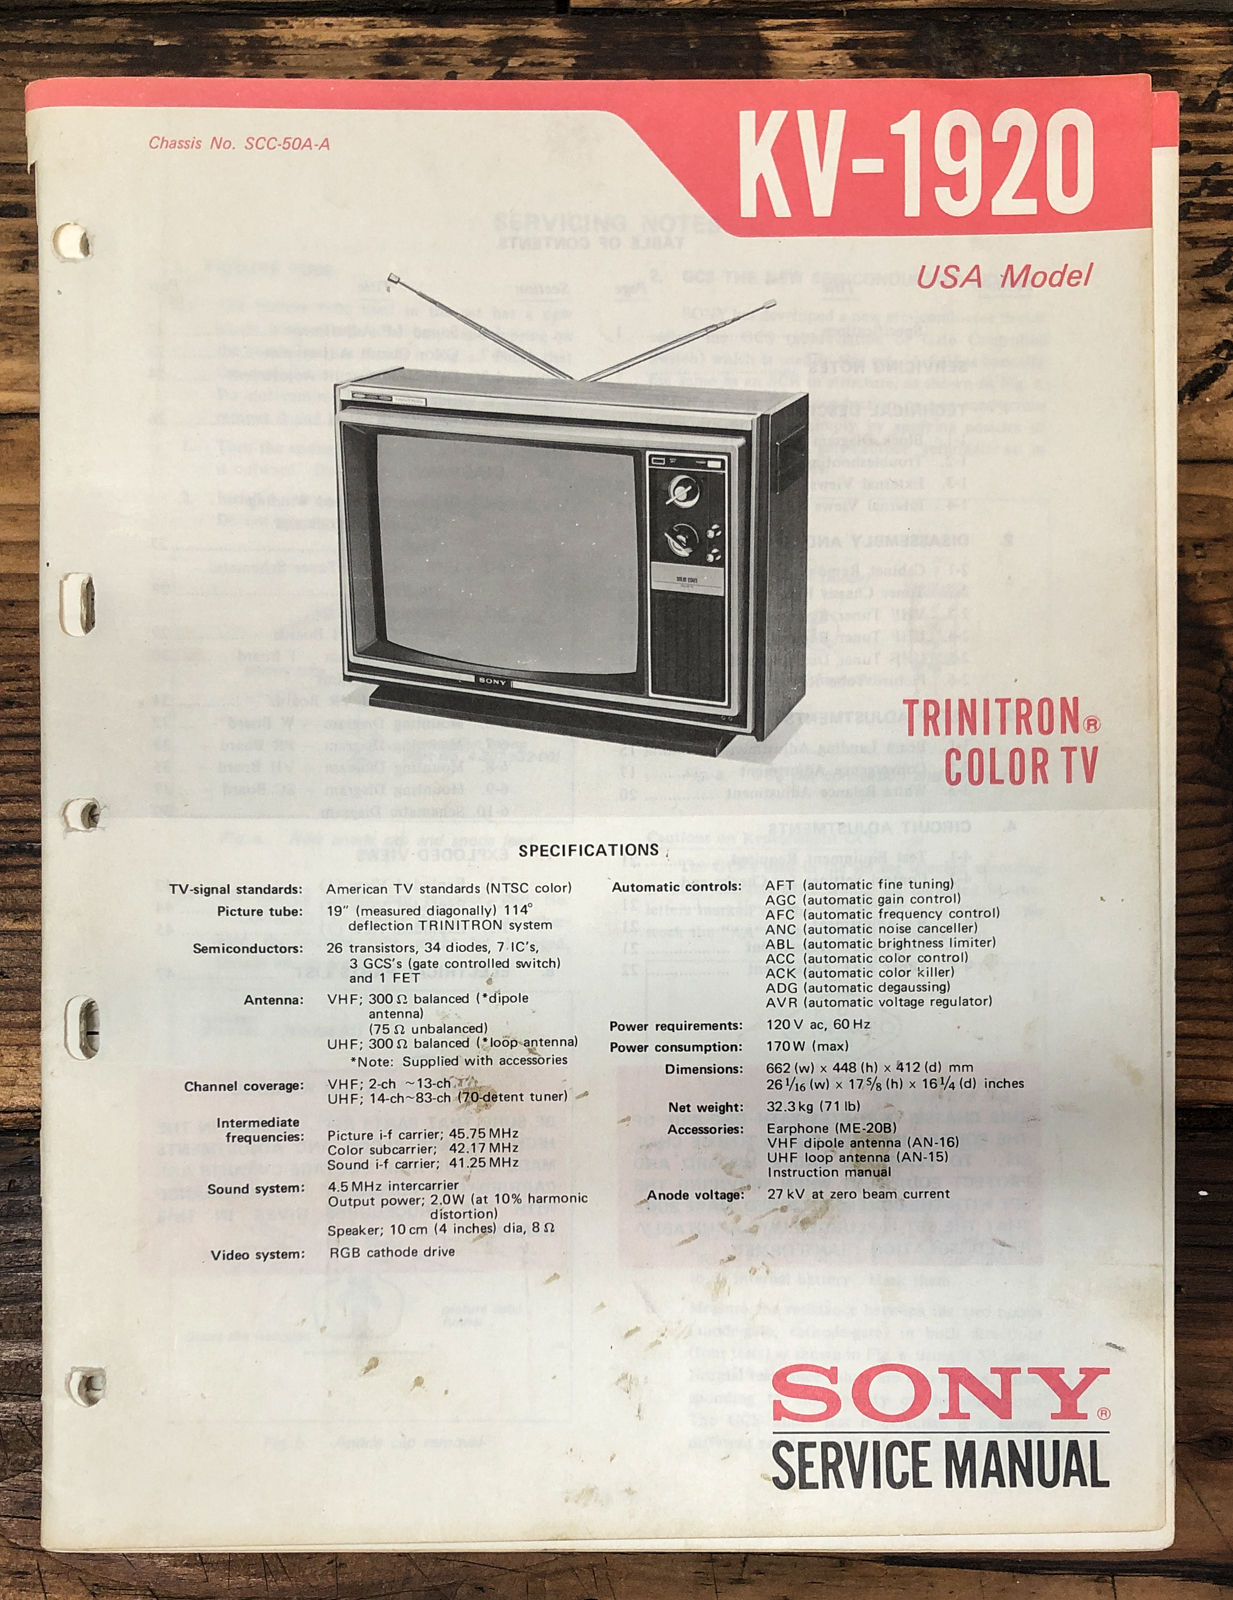 Chassis No. SCC-50A-A
KV-1920
USA Model
SOLID STATE
SONY
TRINITRON®
COLOR TV
SPECIFICATIONS
TV-signal standards: American TV standards (NTSC color)
Picture tube: 19" (measured diagonally) 114°
deflection TRINITRON system
Semiconductors: 26 transistors, 34 diodes, 7 IC's,
3 GCS's (gate controlled switch)
and 1 FET
Antenna: VHF; 300 Ω balanced (*dipole
antenna)
(75 Ω unbalanced)
UHF; 300 Ω balanced (*loop antenna)
*Note: Supplied with accessories
Channel coverage: VHF; 2-ch ~13-ch
UHF; 14-ch~83-ch (70-detent tuner)
Intermediate
frequencies: Picture i-f carrier; 45.75 MHz
Color subcarrier; 42.17 MHz
Sound i-f carrier; 41.25 MHz
Sound system: 4.5 MHz intercarrier
Output power; 2.0W (at 10% harmonic
distortion)
Speaker; 10 cm (4 inches) dia, 8 Ω
Video system: RGB cathode drive
Automatic controls: AFT (automatic fine tuning)
AGC (automatic gain control)
AFC (automatic frequency control)
ANC (automatic noise canceller)
ABL (automatic brightness limiter)
ACC (automatic color control)
ACK (automatic color killer)
ADG (automatic degaussing)
AVR (automatic voltage regulator)
Power requirements: 120 V ac, 60 Hz
Power consumption: 170 W (max)
Dimensions: 662 (w) x 448 (h) x 412 (d) mm
26 1/16 (w) x 17 5/8 (h) x 16 1/4 (d) inches
Net weight: 32.3 kg (71 lb)
Accessories: Earphone (ME-20B)
VHF dipole antenna (AN-16)
UHF loop antenna (AN-15)
Instruction manual
Anode voltage: 27 kV at zero beam current
SONY®
SERVICE MANUAL